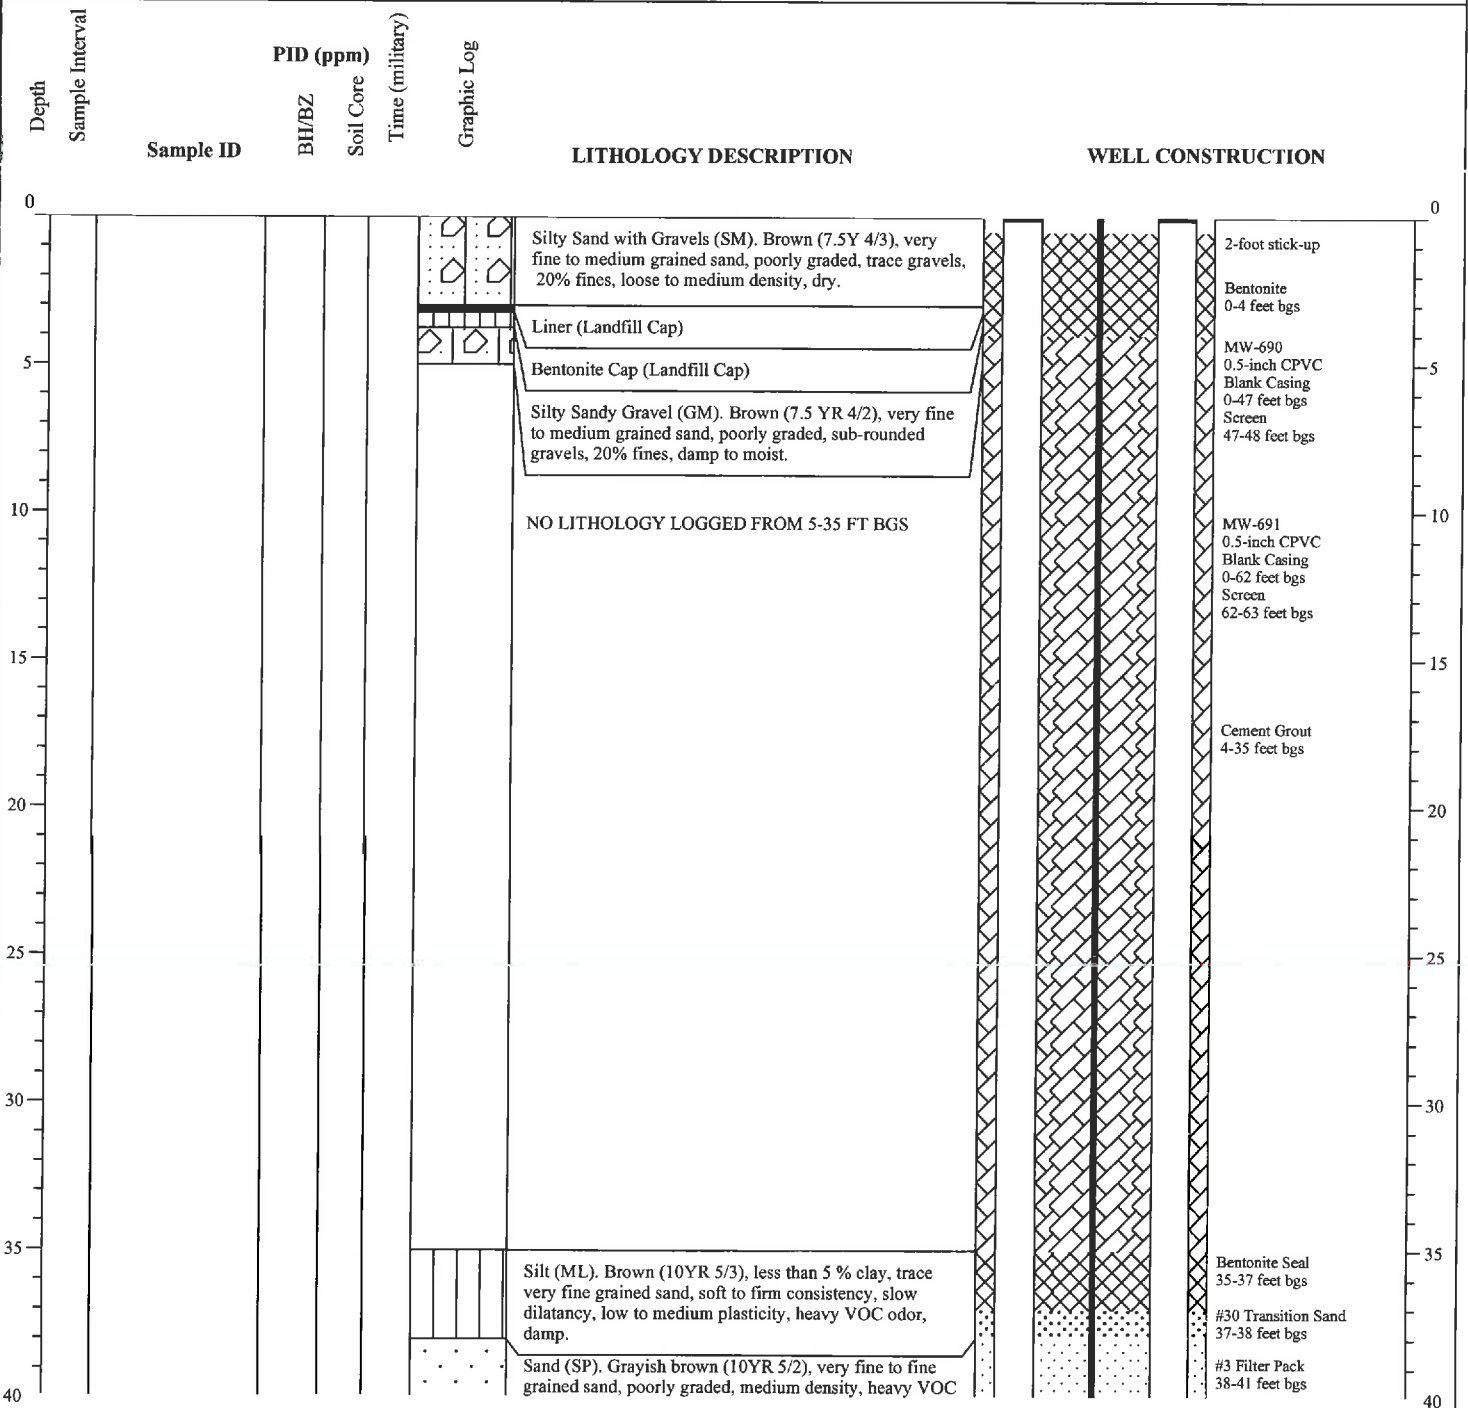 Depth
Sample Interval
Sample ID
PID (ppm)
BH/BZ
Soil Core
Time (military)
Graphic Log
LITHOLOGY DESCRIPTION
WELL CONSTRUCTION
0
5
10
15
20
25
30
35
40
Silty Sand with Gravels (SM). Brown (7.5Y 4/3), very
fine to medium grained sand, poorly graded, trace gravels,
20% fines, loose to medium density, dry.
Liner (Landfill Cap)
Bentonite Cap (Landfill Cap)
Silty Sandy Gravel (GM). Brown (7.5 YR 4/2), very fine
to medium grained sand, poorly graded, sub-rounded
gravels, 20% fines, damp to moist.
NO LITHOLOGY LOGGED FROM 5-35 FT BGS
Silt (ML). Brown (10YR 5/3), less than 5 % clay, trace
very fine grained sand, soft to firm consistency, slow
dilatancy, low to medium plasticity, heavy VOC odor,
damp.
Sand (SP). Grayish brown (10YR 5/2), very fine to fine
grained sand, poorly graded, medium density, heavy VOC
2-foot stick-up
Bentonite
0-4 feet bgs
MW-690
0.5-inch CPVC
Blank Casing
0-47 feet bgs
Screen
47-48 feet bgs
MW-691
0.5-inch CPVC
Blank Casing
0-62 feet bgs
Screen
62-63 feet bgs
Cement Grout
4-35 feet bgs
Bentonite Seal
35-37 feet bgs
#30 Transition Sand
37-38 feet bgs
#3 Filter Pack
38-41 feet bgs
0
5
10
15
20
25
30
35
40